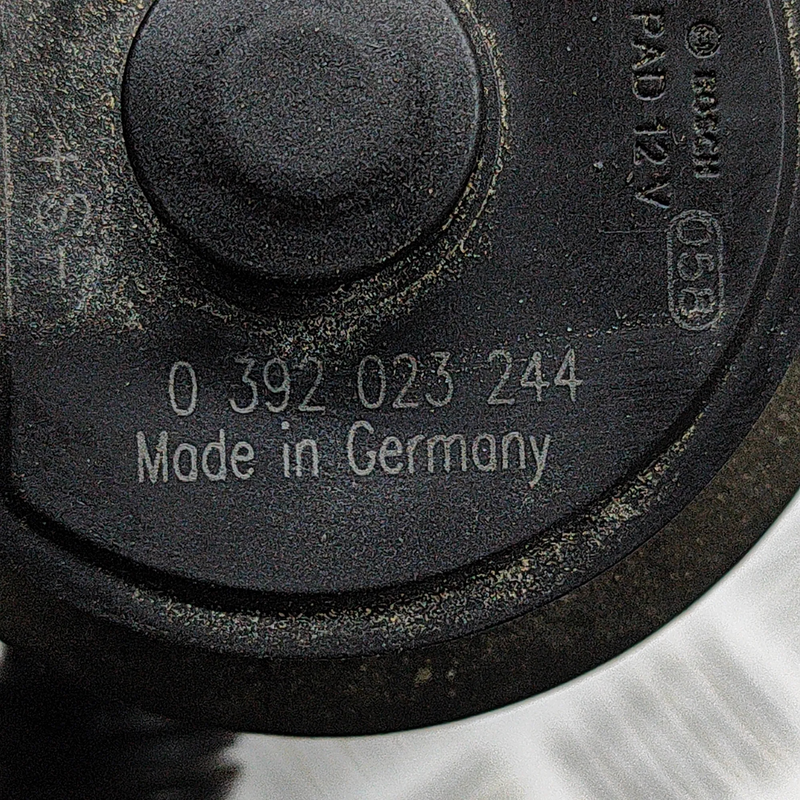 BOSCH
PAD 12V
058
+
-S
0 392 023 244
Made in Germany